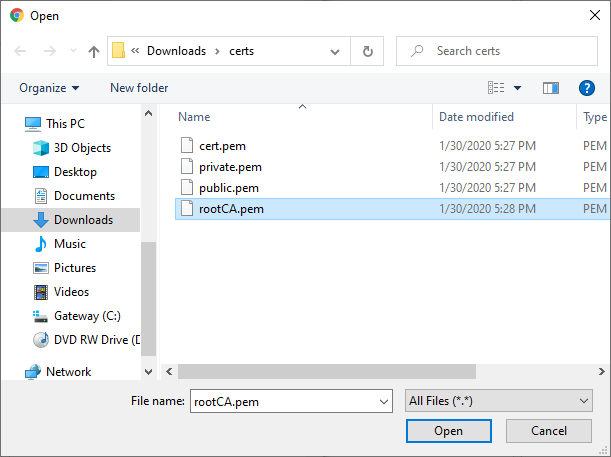 Open
« Downloads › certs
Search certs
Organize
New folder
This PC
3D Objects
Desktop
Documents
Downloads
Music
Pictures
Videos
Gateway (C:)
DVD RW Drive (D
Network
Name Date modified Type
cert.pem 1/30/2020 5:27 PM PEM
private.pem 1/30/2020 5:27 PM PEM
public.pem 1/30/2020 5:27 PM PEM
rootCA.pem 1/30/2020 5:28 PM PEM
File name: rootCA.pem
All Files (*.*)
Open
Cancel